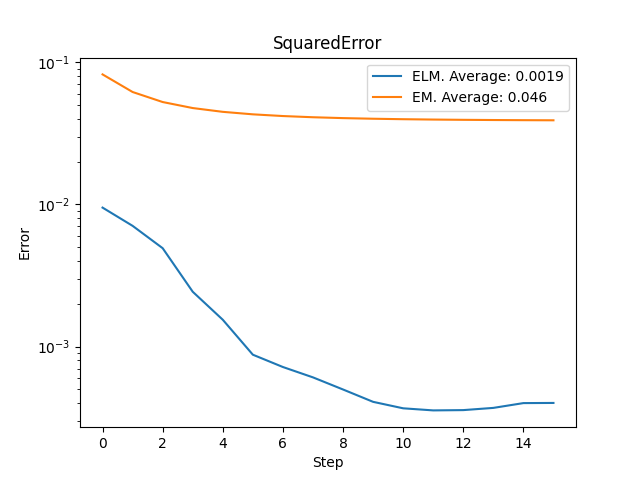 SquaredError
ELM. Average: 0.0019
EM. Average: 0.046
Error
10⁻¹
10⁻²
10⁻³
0 2 4 6 8 10 12 14
Step